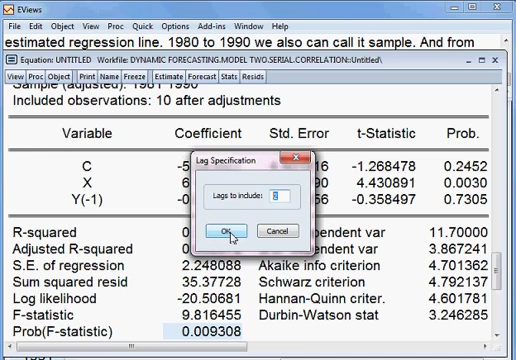 EViews
File Edit Object View Proc Quick Options Add-ins Window Help
estimated regression line. 1980 to 1990 we also can call it sample. And from
Equation: UNTITLED Workfile: DYNAMIC FORECASTING.MODEL TWO.SERIAL.CORRELATION::Untitled\
View Proc Object Print Name Freeze Estimate Forecast Stats Resids
Sample (adjusted): 1981 1990
Included observations: 10 after adjustments
Variable Coefficient Std. Error t-Statistic Prob.
C -1.268478 0.2452
X 4.430891 0.0030
Y(-1) -0.358497 0.7305
Lag Specification
Lags to include: 2
OK Cancel
R-squared 11.70000
Adjusted R-squared 3.867241
S.E. of regression 2.248088 Akaike info criterion 4.701362
Sum squared resid 35.37728 Schwarz criterion 4.792137
Log likelihood -20.50681 Hannan-Quinn criter. 4.601781
F-statistic 9.816455 Durbin-Watson stat 3.246285
Prob(F-statistic) 0.009308